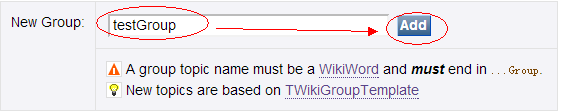 New Group: testGroup Add
A group topic name must be a WikiWord and must end in ...Group.
New topics are based on TWikiGroupTemplate